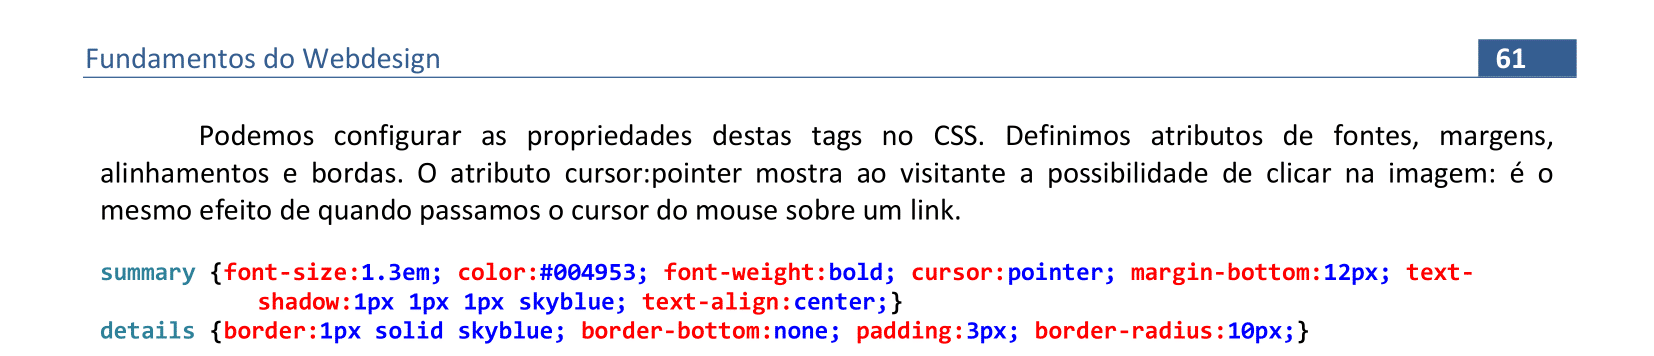 Fundamentos do Webdesign 61
Podemos configurar as propriedades destas tags no CSS. Definimos atributos de fontes, margens,
alinhamentos e bordas. O atributo cursor:pointer mostra ao visitante a possibilidade de clicar na imagem: é o
mesmo efeito de quando passamos o cursor do mouse sobre um link.
summary {font-size:1.3em; color:#004953; font-weight:bold; cursor:pointer; margin-bottom:12px; text-
shadow:1px 1px 1px skyblue; text-align:center;}
details {border:1px solid skyblue; border-bottom:none; padding:3px; border-radius:10px;}